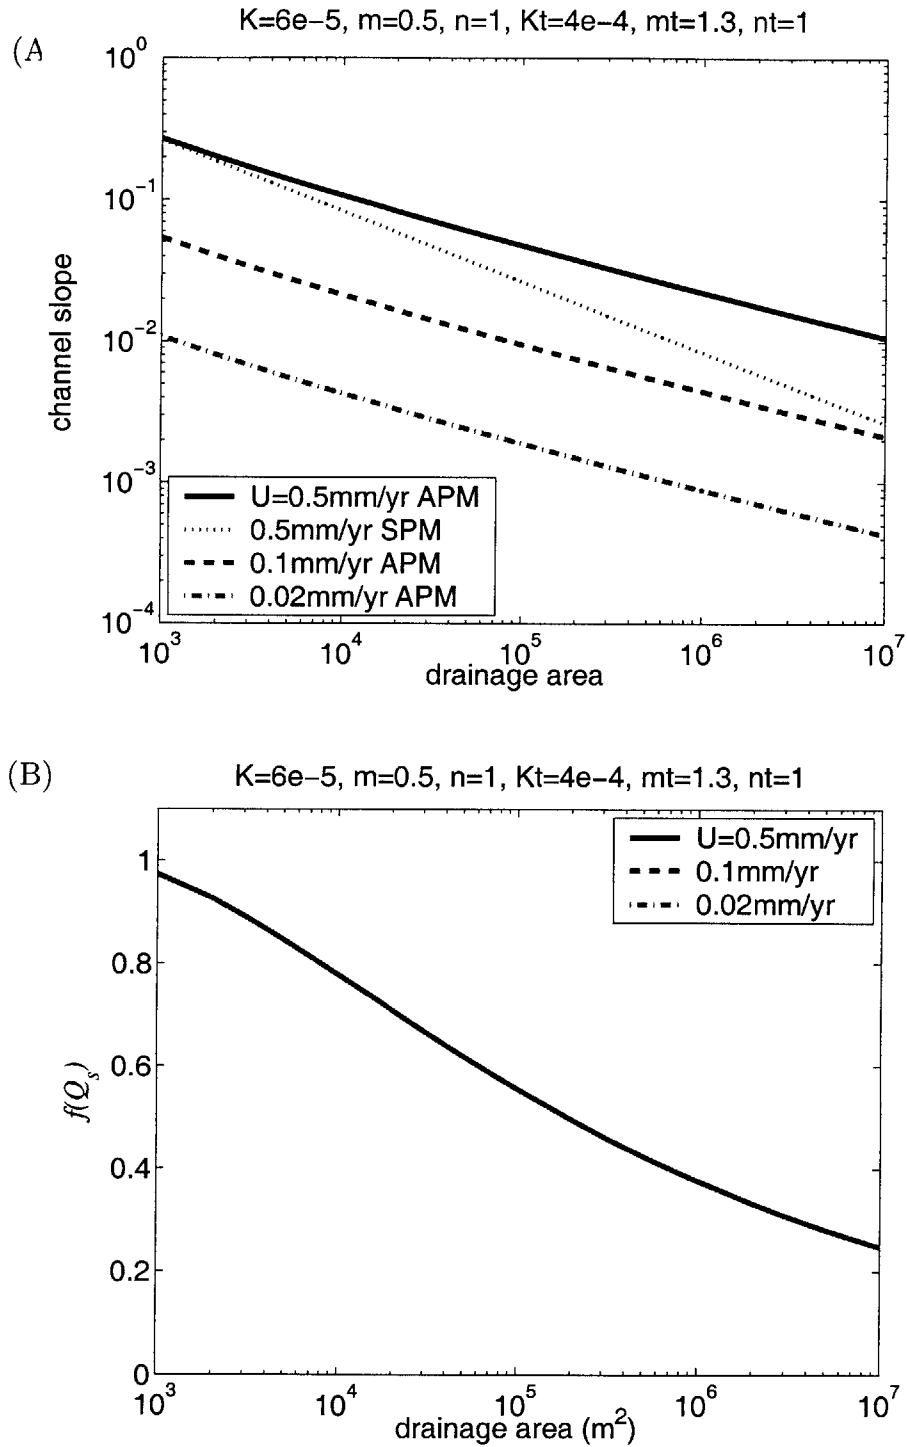 (A
K=6e−5, m=0.5, n=1, Kt=4e−4, mt=1.3, nt=1
10^0
10^−1
10^−2
10^−3
10^−4
channel slope
U=0.5mm/yr APM
0.5mm/yr SPM
0.1mm/yr APM
0.02mm/yr APM
10^3 10^4 10^5 10^6 10^7
drainage area
(B)
K=6e−5, m=0.5, n=1, Kt=4e−4, mt=1.3, nt=1
U=0.5mm/yr
0.1mm/yr
0.02mm/yr
1
0.8
0.6
0.4
0.2
0
f(Q_s)
10^3 10^4 10^5 10^6 10^7
drainage area (m^2)